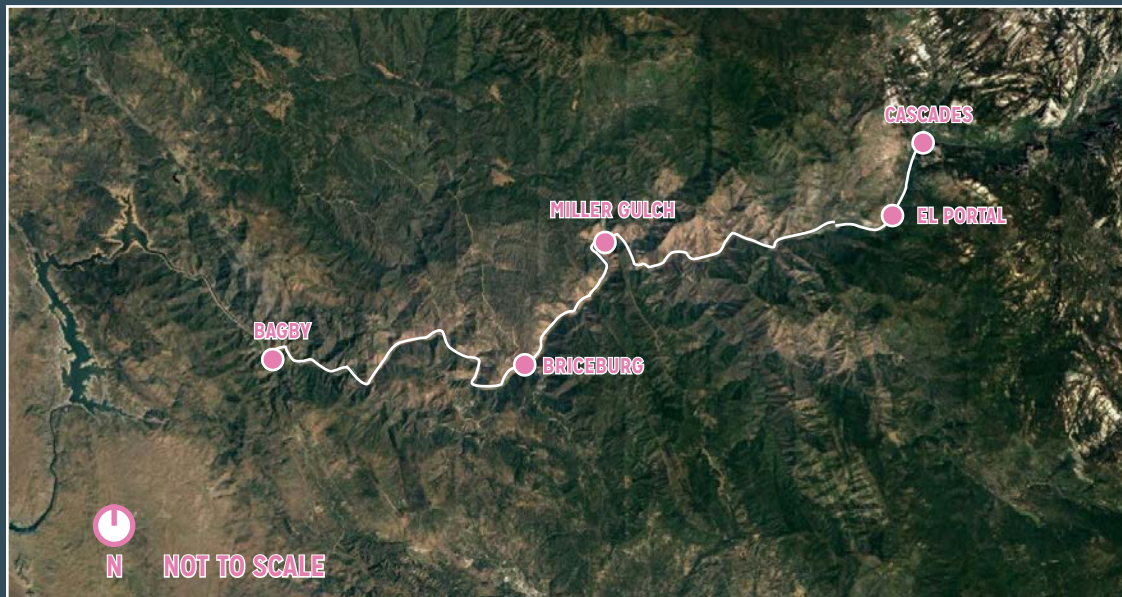 CASCADES
MILLER GULCH
EL PORTAL
BAGBY
BRICEBURG
N NOT TO SCALE